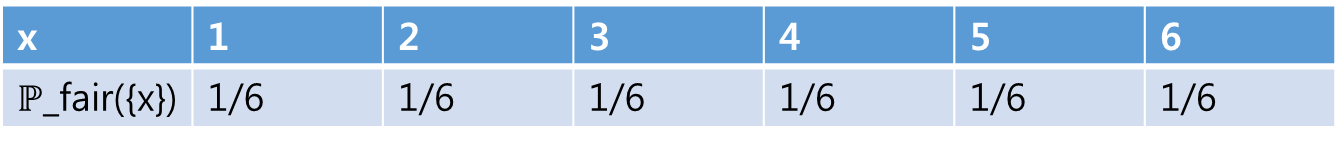 x 1 2 3 4 5 6
ℙ_fair({x}) 1/6 1/6 1/6 1/6 1/6 1/6